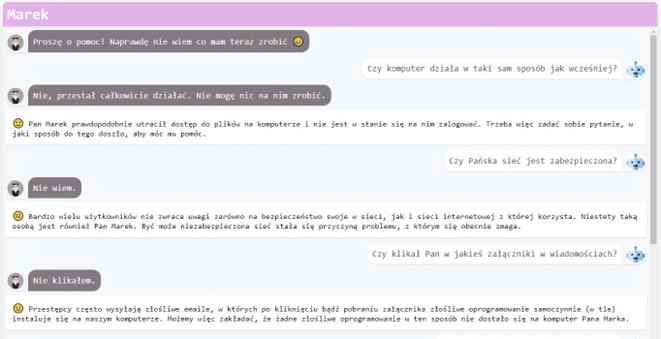 Marek
Proszę o pomoc! Naprawdę nie wiem co mam teraz zrobić
Czy komputer działa w taki sam sposób jak wcześniej?
Nie, przestał całkowicie działać. Nie mogę nic na nim zrobić.
Pan Marek prawdopodobnie utracił dostęp do plików na komputerze i nie jest w stanie się na nim zalogować. Trzeba więc zadać sobie pytanie, w
jaki sposób do tego doszło, aby móc mu pomóc.
Czy Pańska sieć jest zabezpieczona?
Nie wiem.
Bardzo wielu użytkowników nie zwraca uwagi zarówno na bezpieczeństwo swoje w sieci, jak i sieci internetowej z której korzysta. Niestety taką
osobą jest również Pan Marek. Być może niezabezpieczona sieć stała się przyczyną problemu, z którym się obecnie zmaga.
Czy klikał Pan w jakieś załączniki w wiadomościach?
Nie klikałem.
Przestępcy często wysyłają złośliwe emaile, w których po kliknięciu bądź pobraniu załącznika złośliwe oprogramowanie samoczynnie (w tle)
instaluje się na naszym komputerze. Możemy więc zakładać, że żadne złośliwe oprogramowanie w ten sposób nie dostało się na komputer Pana Marka.